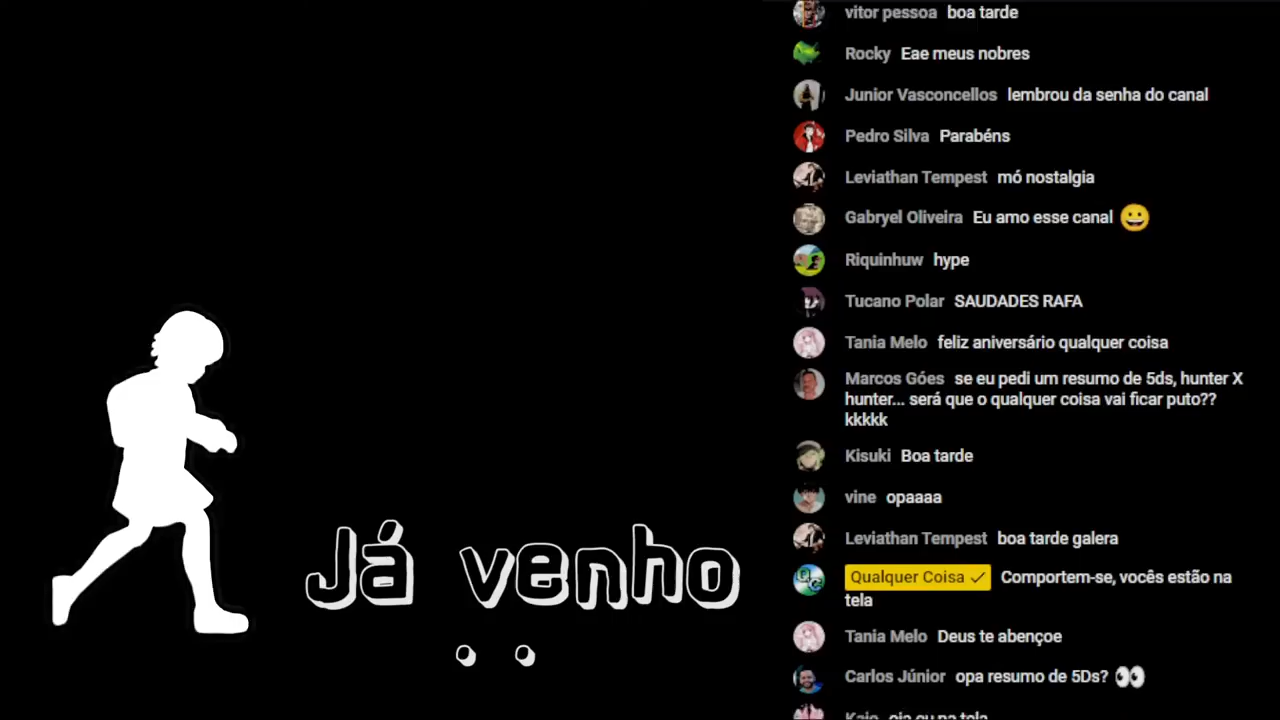 vitor pessoa boa tarde
Rocky Eae meus nobres
Junior Vasconcellos lembrou da senha do canal
Pedro Silva Parabéns
Leviathan Tempest mó nostalgia
Gabryel Oliveira Eu amo esse canal 😀
Riquinhuw hype
Tucano Polar SAUDADES RAFA
Tania Melo feliz aniversário qualquer coisa
Marcos Góes se eu pedi um resumo de 5ds, hunter X
hunter... será que o qualquer coisa vai ficar puto??
kkkkk
Kisuki Boa tarde
vine opaaaa
Leviathan Tempest boa tarde galera
Qualquer Coisa ✓ Comportem-se, vocês estão na
tela
Tania Melo Deus te abençoe
Carlos Júnior opa resumo de 5Ds? 👀
Já venho
..